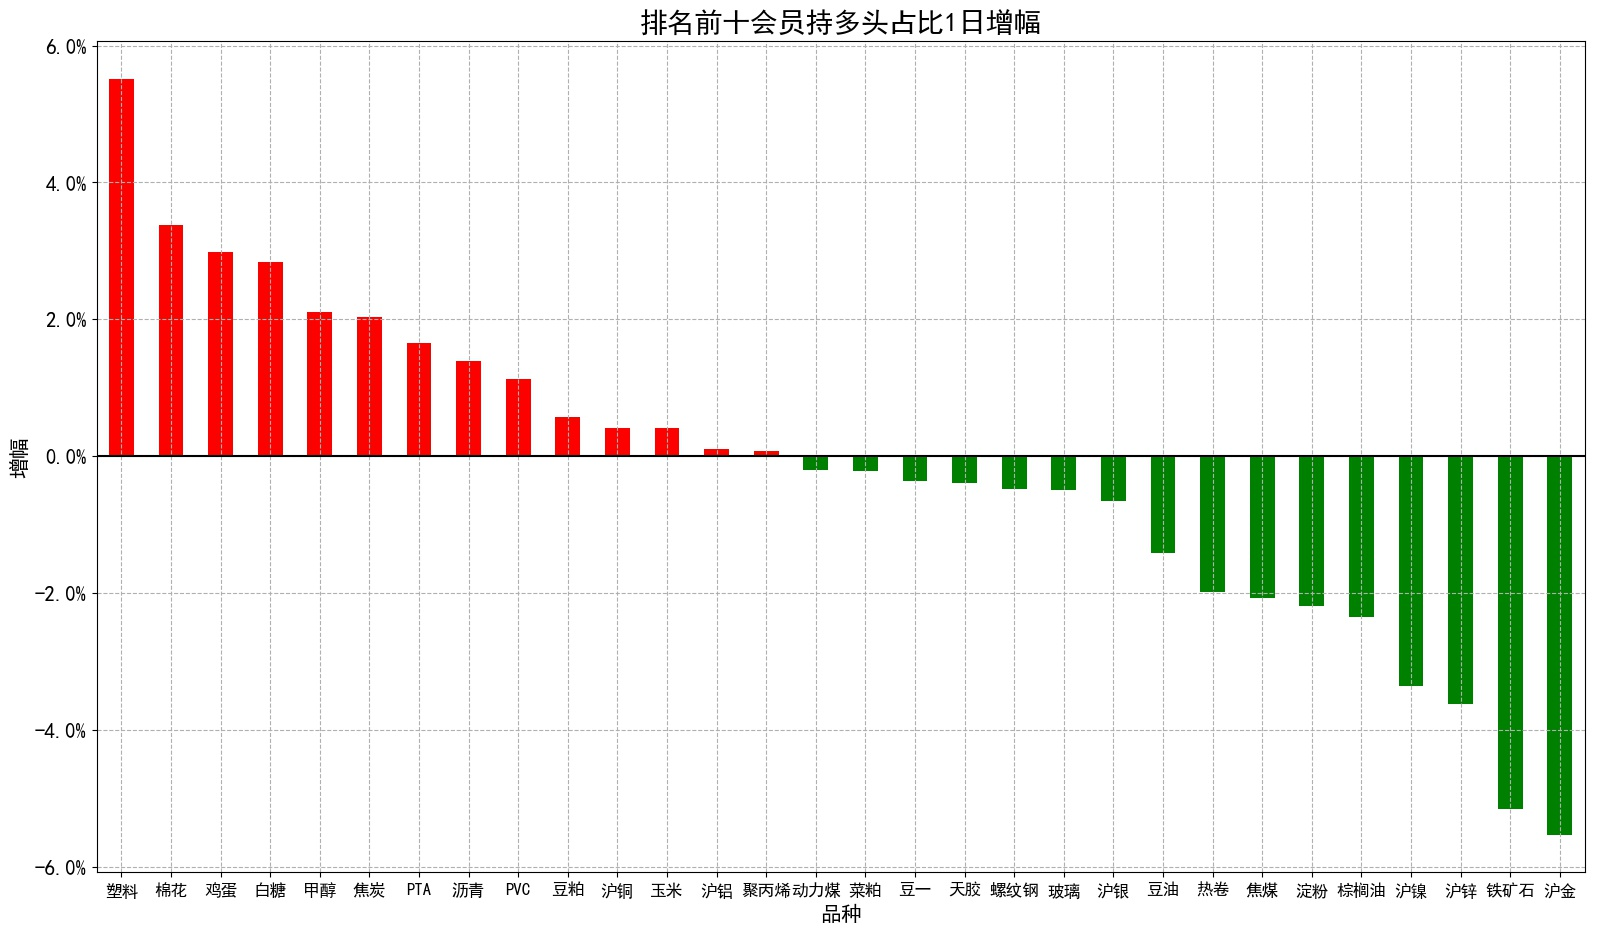 排名前十会员持多头占比1日增幅
6.0%
4.0%
2.0%
0.0%
−2.0%
−4.0%
−6.0%
增幅
塑料 棉花 鸡蛋 白糖 甲醇 焦炭 PTA 沥青 PVC 豆粕 沪铜 玉米 沪铝 聚丙烯 动力煤 菜粕 豆一 天胶 螺纹钢 玻璃 沪银 豆油 热卷 焦煤 淀粉 棕榈油 沪镍 沪锌 铁矿石 沪金
品种